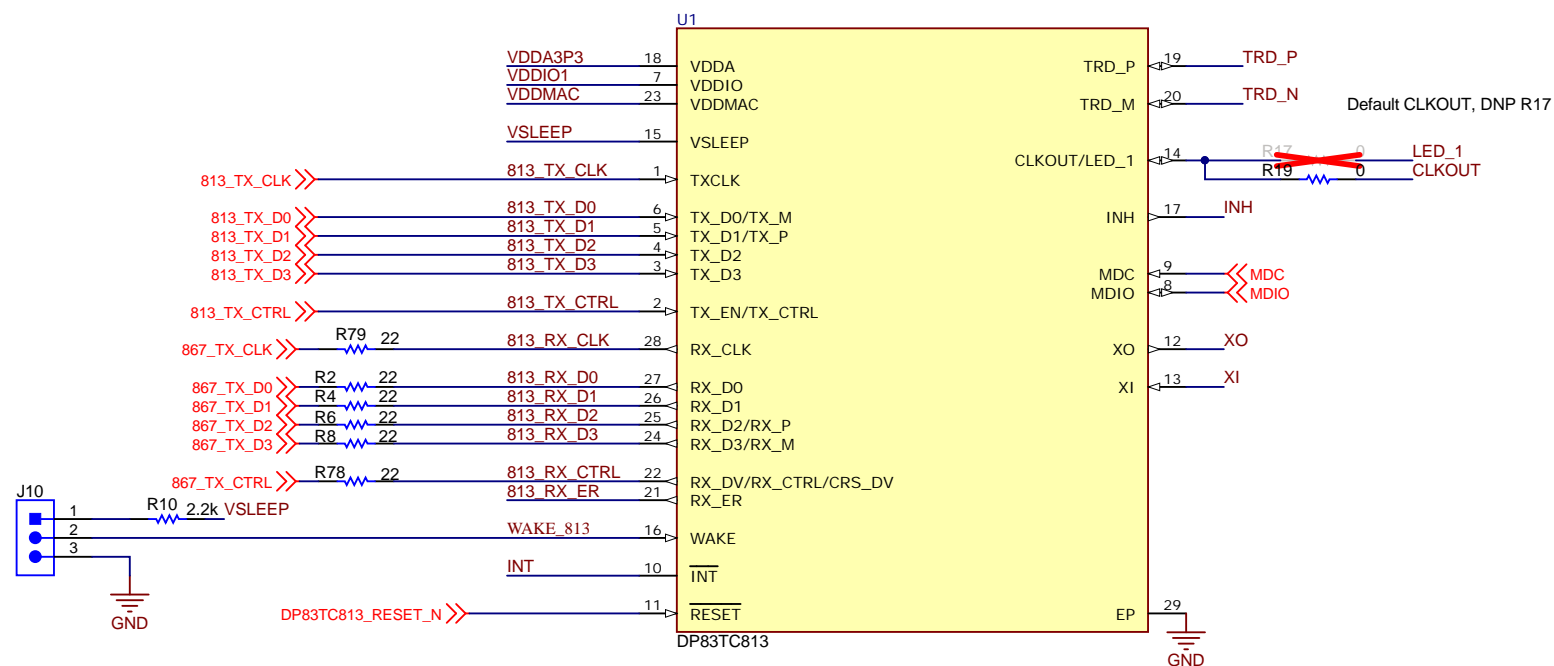 U1
VDDA3P3 18 VDDA TRD_P 19 TRD_P
VDDIO1 7 VDDIO
VDDMAC 23 VDDMAC TRD_M 20 TRD_N
Default CLKOUT, DNP R17
VSLEEP 15 VSLEEP
CLKOUT/LED_1 14 R17 0 LED_1
R19 0 CLKOUT
813_TX_CLK 813_TX_CLK 1 TXCLK
813_TX_D0 813_TX_D0 6 TX_D0/TX_M INH 17 INH
813_TX_D1 813_TX_D1 5 TX_D1/TX_P
813_TX_D2 813_TX_D2 4 TX_D2
813_TX_D3 813_TX_D3 3 TX_D3 MDC 9 MDC
MDIO 8 MDIO
813_TX_CTRL 813_TX_CTRL 2 TX_EN/TX_CTRL
867_TX_CLK R79 22 813_RX_CLK 28 RX_CLK XO 12 XO
867_TX_D0 R2 22 813_RX_D0 27 RX_D0 XI 13 XI
867_TX_D1 R4 22 813_RX_D1 26 RX_D1
867_TX_D2 R6 22 813_RX_D2 25 RX_D2/RX_P
867_TX_D3 R8 22 813_RX_D3 24 RX_D3/RX_M
867_TX_CTRL R78 22 813_RX_CTRL 22 RX_DV/RX_CTRL/CRS_DV
813_RX_ER 21 RX_ER
J10
1 R10 2.2k VSLEEP
2 WAKE_813 16 WAKE
3
INT 10 INT
GND
DP83TC813_RESET_N 11 RESET EP 29
DP83TC813
GND